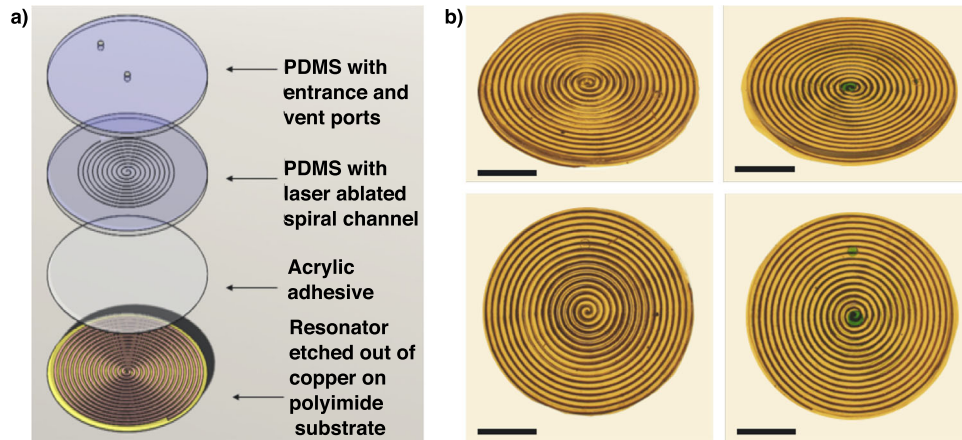 a)
PDMS with
entrance and
vent ports
PDMS with
laser ablated
spiral channel
Acrylic
adhesive
Resonator
etched out of
copper on
polyimide
substrate
b)